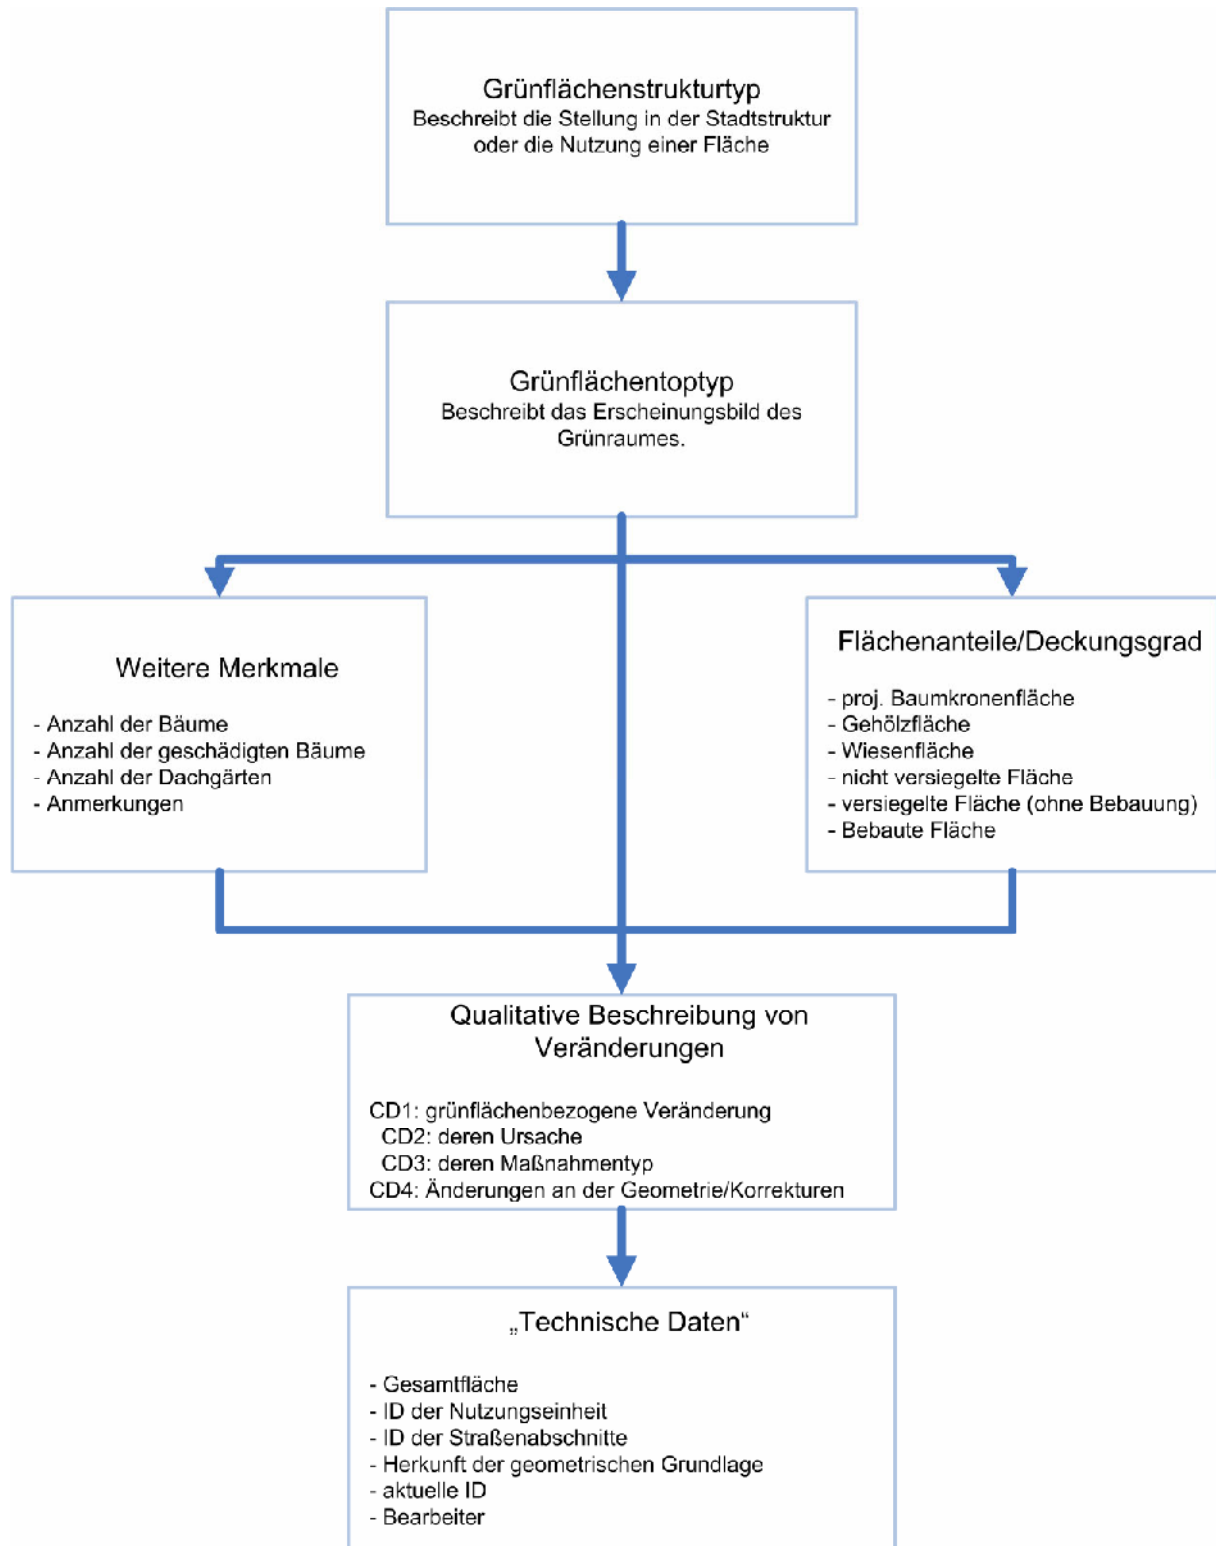 Grünflächenstrukturtyp
Beschreibt die Stellung in der Stadtstruktur
oder die Nutzung einer Fläche
Grünflächentoptyp
Beschreibt das Erscheinungsbild des
Grünraumes.
Weitere Merkmale
- Anzahl der Bäume
- Anzahl der geschädigten Bäume
- Anzahl der Dachgärten
- Anmerkungen
Flächenanteile/Deckungsgrad
- proj. Baumkronenfläche
- Gehölzfläche
- Wiesenfläche
- nicht versiegelte Fläche
- versiegelte Fläche (ohne Bebauung)
- Bebaute Fläche
Qualitative Beschreibung von
Veränderungen
CD1: grünflächenbezogene Veränderung
CD2: deren Ursache
CD3: deren Maßnahmentyp
CD4: Änderungen an der Geometrie/Korrekturen
„Technische Daten“
- Gesamtfläche
- ID der Nutzungseinheit
- ID der Straßenabschnitte
- Herkunft der geometrischen Grundlage
- aktuelle ID
- Bearbeiter